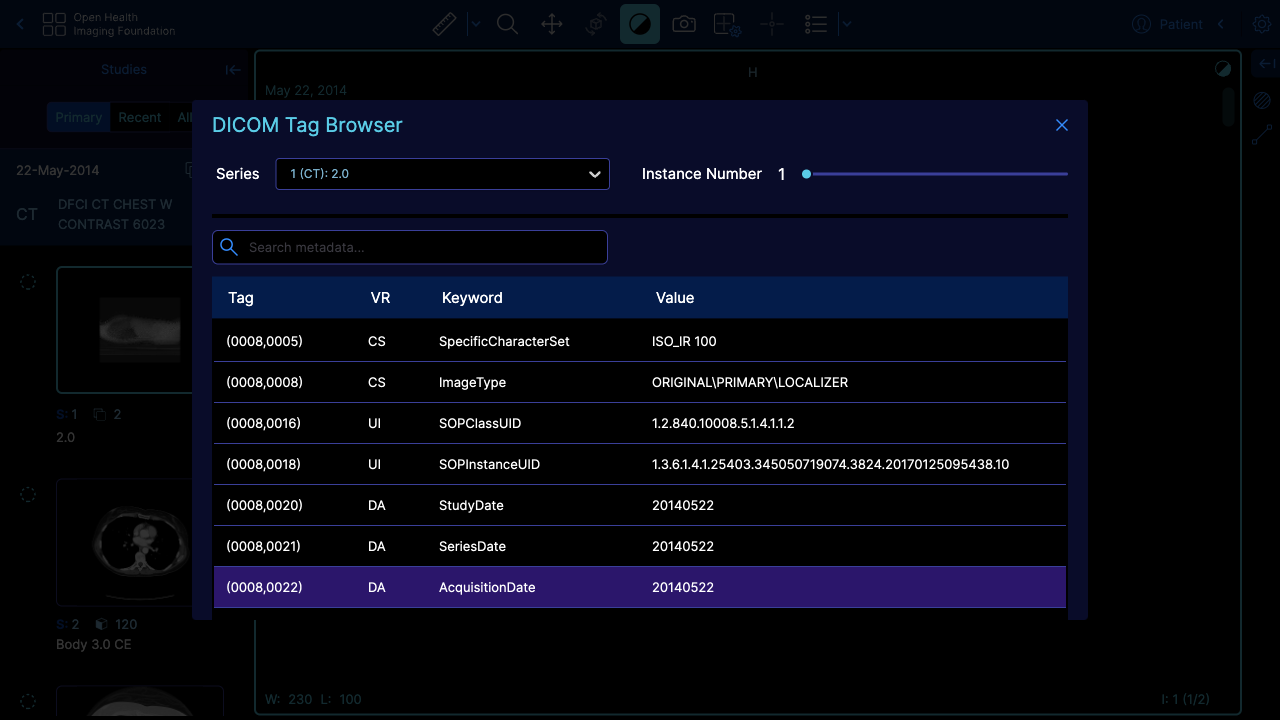 Open Health
Imaging Foundation
Patient
Studies
Primary Recent All
22-May-2014
CT DFCI CT CHEST W
CONTRAST 6023
S: 1 2
2.0
S: 2 120
Body 3.0 CE
H
May 22, 2014
DICOM Tag Browser
Series 1 (CT): 2.0 Instance Number 1
Search metadata...
Tag VR Keyword Value
(0008,0005) CS SpecificCharacterSet ISO_IR 100
(0008,0008) CS ImageType ORIGINAL\PRIMARY\LOCALIZER
(0008,0016) UI SOPClassUID 1.2.840.10008.5.1.4.1.1.2
(0008,0018) UI SOPInstanceUID 1.3.6.1.4.1.25403.345050719074.3824.20170125095438.10
(0008,0020) DA StudyDate 20140522
(0008,0021) DA SeriesDate 20140522
(0008,0022) DA AcquisitionDate 20140522
W: 230 L: 100
I: 1 (1/2)